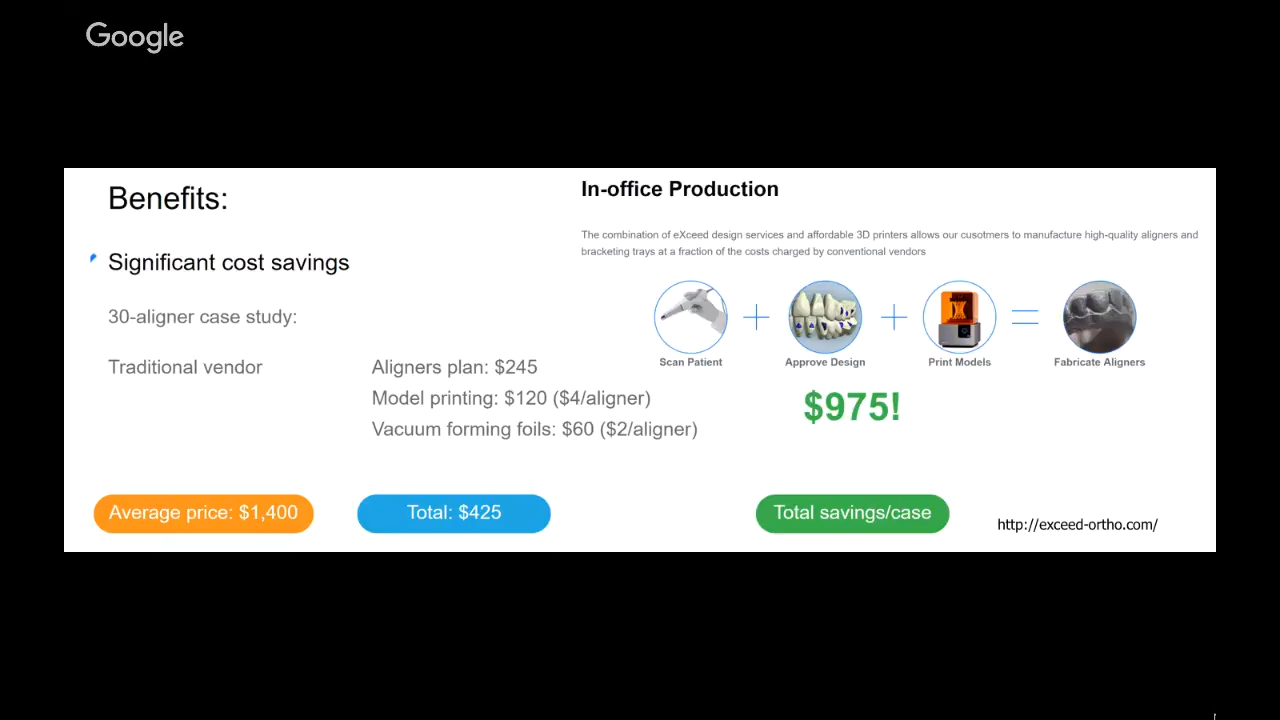 Google
Benefits:
Significant cost savings
30-aligner case study:
Traditional vendor
Aligners plan: $245
Model printing: $120 ($4/aligner)
Vacuum forming foils: $60 ($2/aligner)
Average price: $1,400
Total: $425
In-office Production
The combination of eXceed design services and affordable 3D printers allows our cusotmers to manufacture high-quality aligners and
bracketing trays at a fraction of the costs charged by conventional vendors
Scan Patient
Approve Design
Print Models
Fabricate Aligners
$975!
Total savings/case
http://exceed-ortho.com/